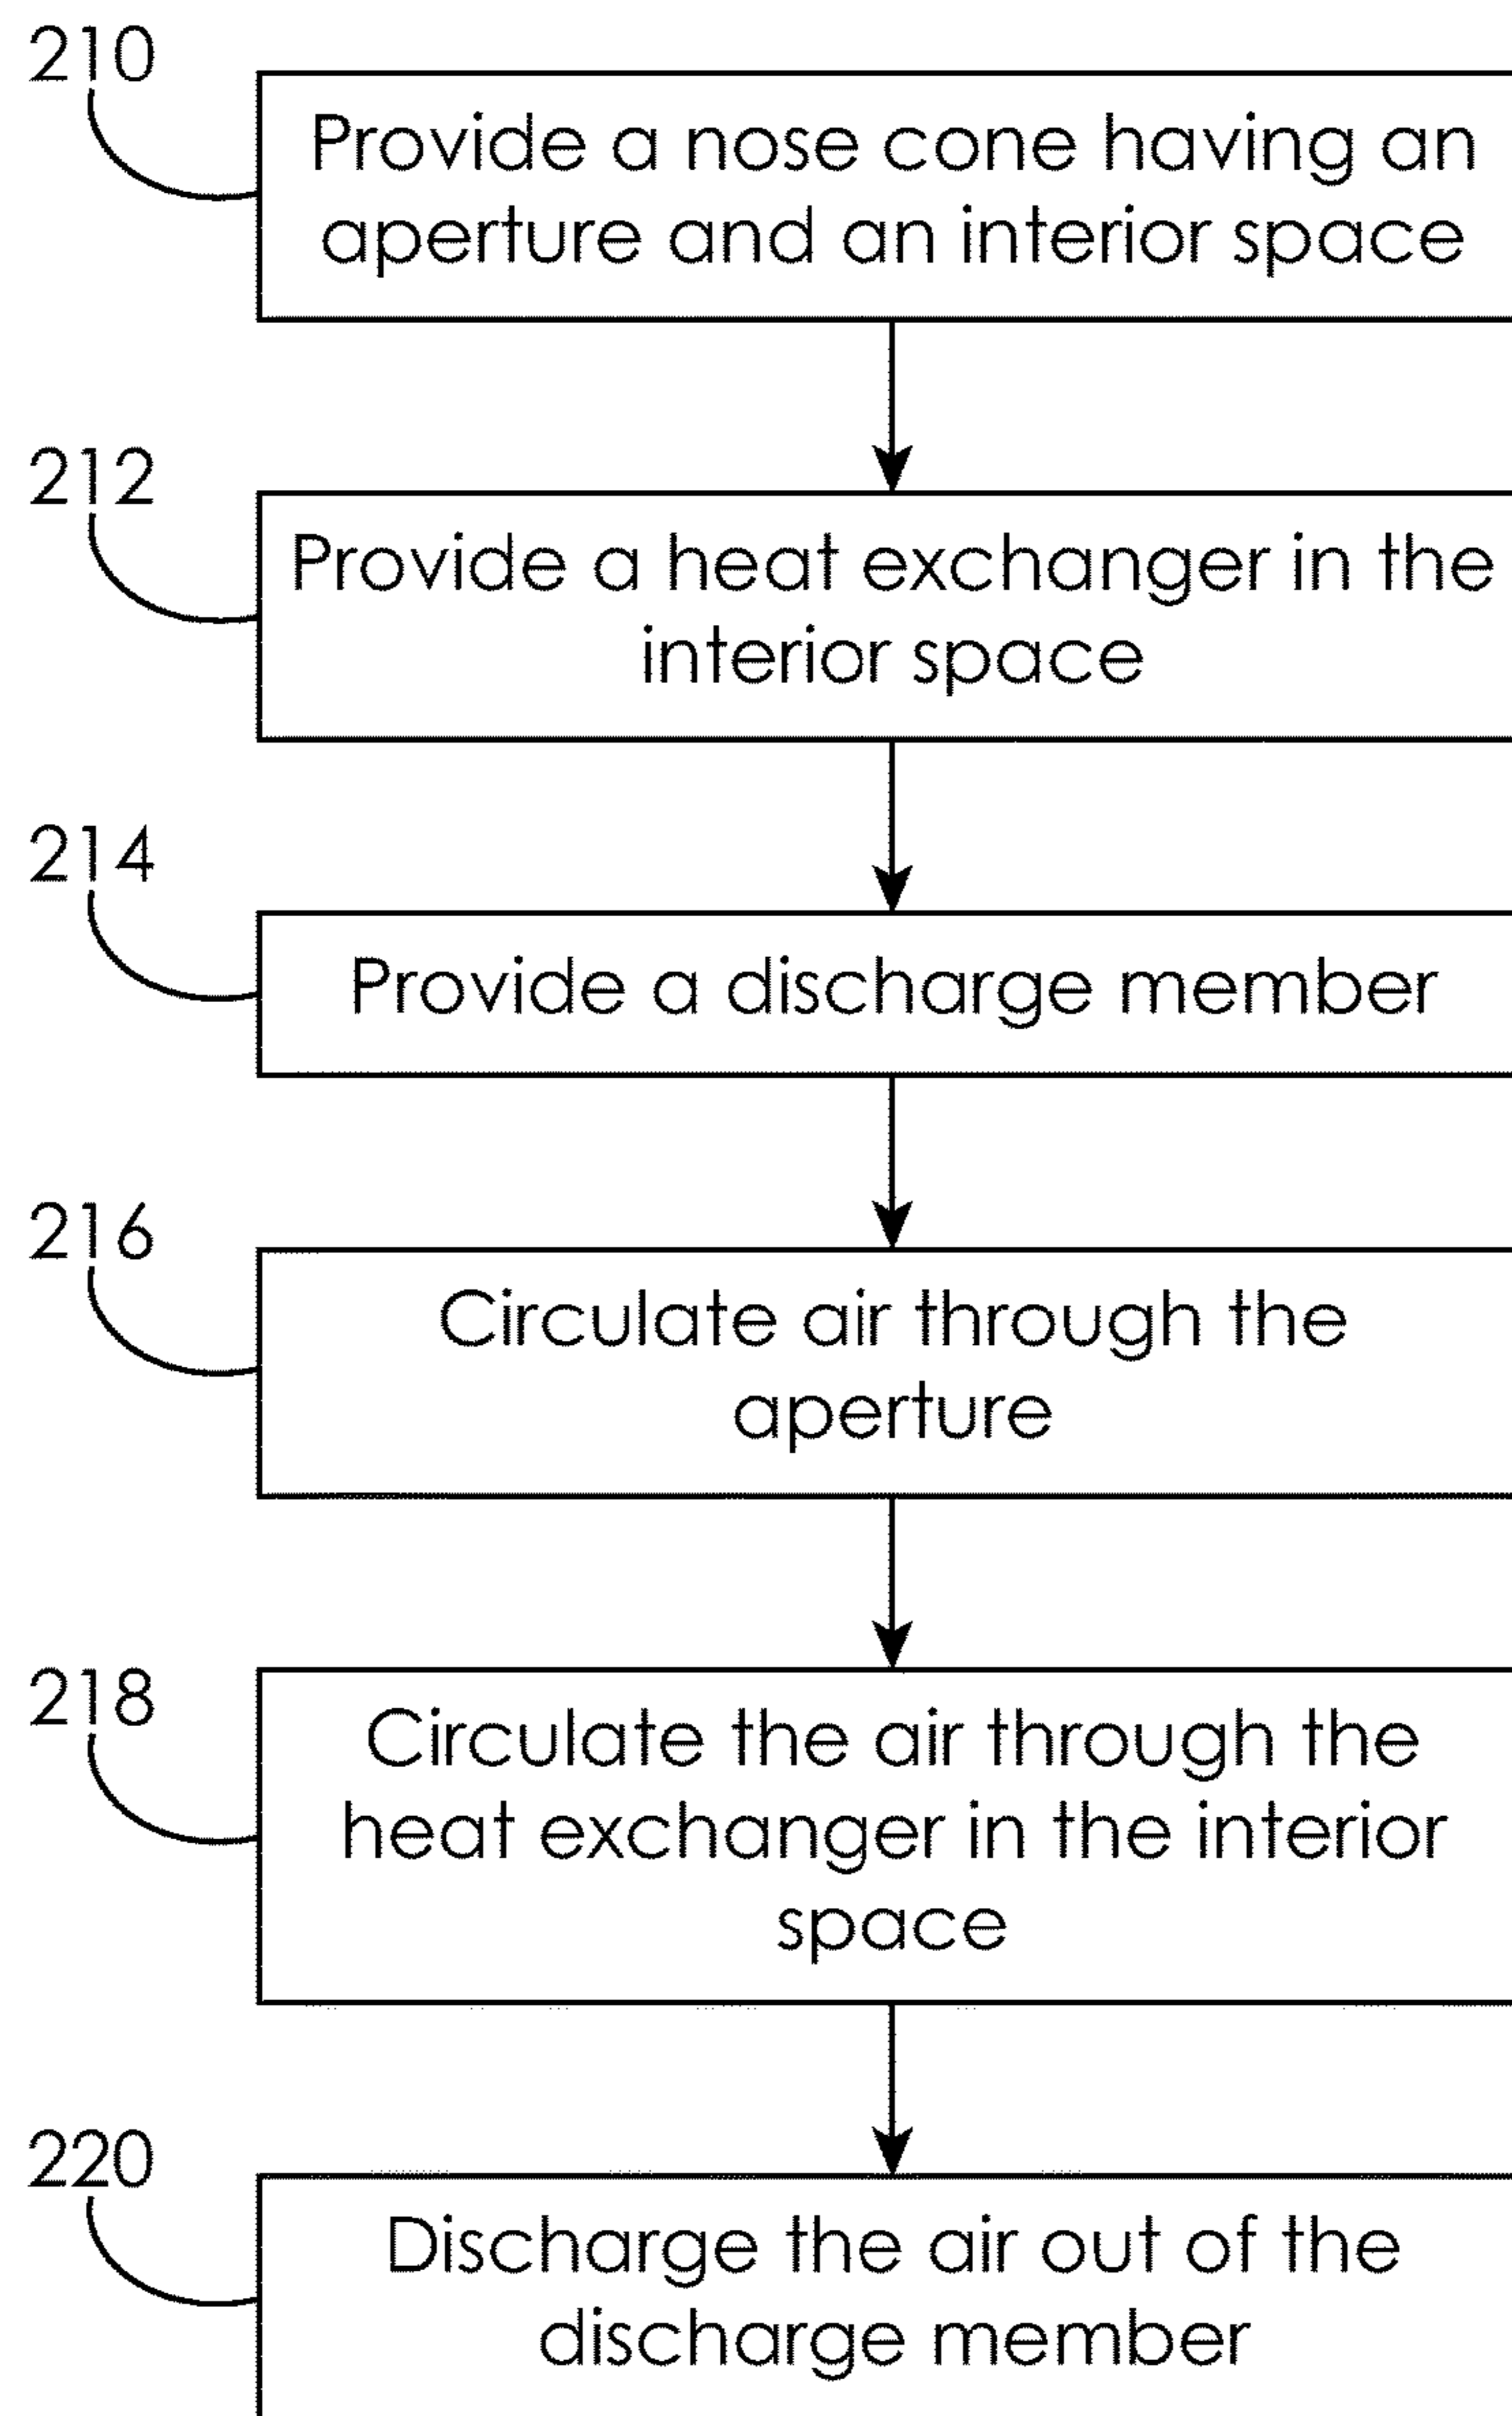 210
Provide a nose cone having an
aperture and an interior space
212
Provide a heat exchanger in the
interior space
214
Provide a discharge member
216
Circulate air through the
aperture
218
Circulate the air through the
heat exchanger in the interior
space
220
Discharge the air out of the
discharge member